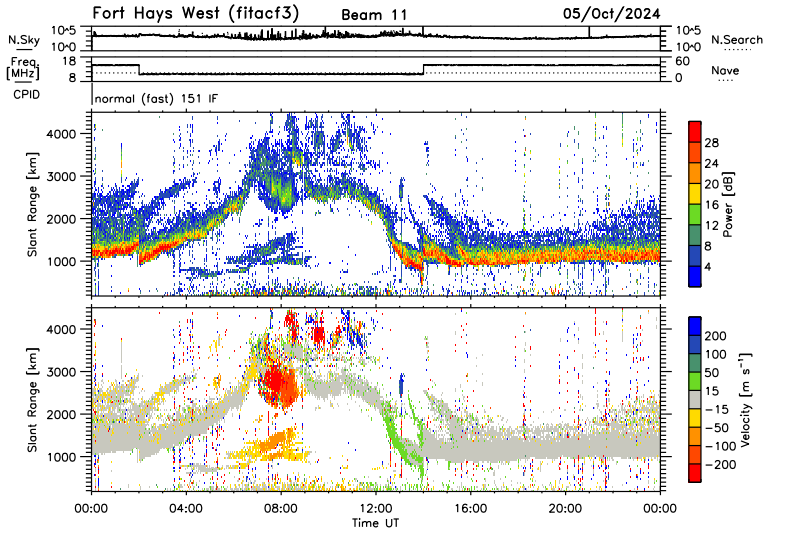 Fort Hays West (fitacf3) Beam 11 05/Oct/2024
N.Sky 10^5 10^0 10^5 10^0 N.Search
Freq. [MHz] 18 8 60 0 Nave
CPID normal (fast) 151 IF
Slant Range [km] 4000 3000 2000 1000
Power [dB] 28 24 20 16 12 8 4
Slant Range [km] 4000 3000 2000 1000
Velocity [m s⁻¹] 200 100 50 15 −15 −50 −100 −200
00:00 04:00 08:00 12:00 16:00 20:00 00:00
Time UT